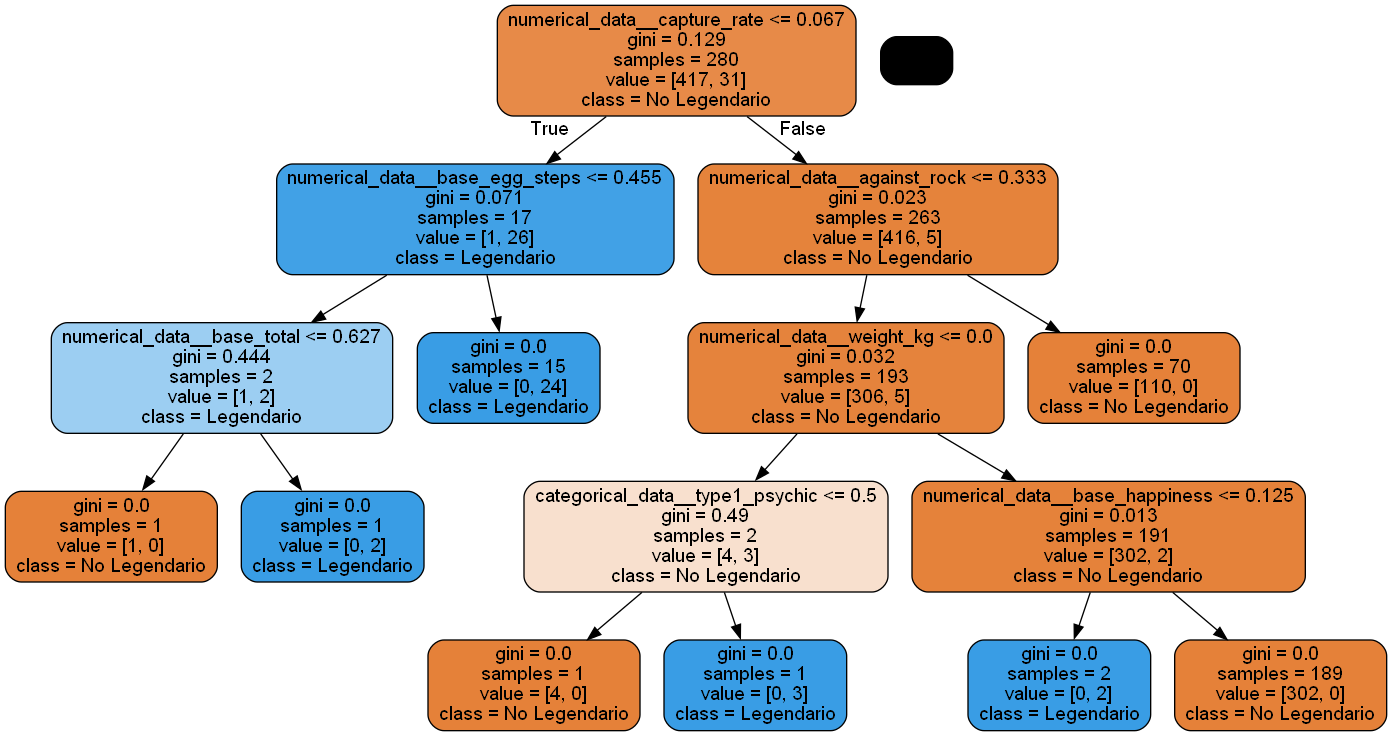 numerical_data__capture_rate <= 0.067
gini = 0.129
samples = 280
value = [417, 31]
class = No Legendario
True
False
numerical_data__base_egg_steps <= 0.455
gini = 0.071
samples = 17
value = [1, 26]
class = Legendario
numerical_data__against_rock <= 0.333
gini = 0.023
samples = 263
value = [416, 5]
class = No Legendario
numerical_data__base_total <= 0.627
gini = 0.444
samples = 2
value = [1, 2]
class = Legendario
gini = 0.0
samples = 15
value = [0, 24]
class = Legendario
numerical_data__weight_kg <= 0.0
gini = 0.032
samples = 193
value = [306, 5]
class = No Legendario
gini = 0.0
samples = 70
value = [110, 0]
class = No Legendario
gini = 0.0
samples = 1
value = [1, 0]
class = No Legendario
gini = 0.0
samples = 1
value = [0, 2]
class = Legendario
categorical_data__type1_psychic <= 0.5
gini = 0.49
samples = 2
value = [4, 3]
class = No Legendario
numerical_data__base_happiness <= 0.125
gini = 0.013
samples = 191
value = [302, 2]
class = No Legendario
gini = 0.0
samples = 1
value = [4, 0]
class = No Legendario
gini = 0.0
samples = 1
value = [0, 3]
class = Legendario
gini = 0.0
samples = 2
value = [0, 2]
class = Legendario
gini = 0.0
samples = 189
value = [302, 0]
class = No Legendario